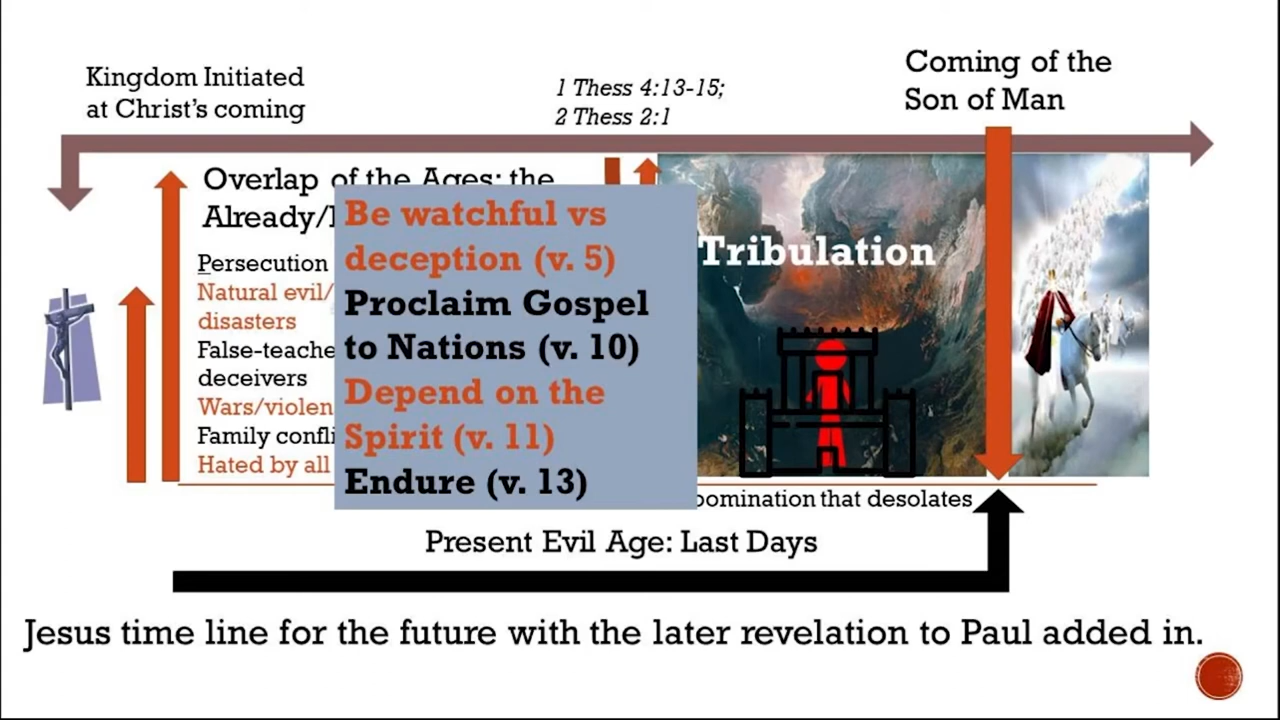 Kingdom Initiated
at Christ's coming
1 Thess 4:13-15;
2 Thess 2:1
Coming of the
Son of Man
Overlap of the Ages: the
Already/
Persecution
Natural evil/
disasters
False-teache
deceivers
Wars/violen
Family confli
Hated by all
Be watchful vs
deception (v. 5)
Proclaim Gospel
to Nations (v. 10)
Depend on the
Spirit (v. 11)
Endure (v. 13)
Tribulation
omination that desolates
Present Evil Age: Last Days
Jesus time line for the future with the later revelation to Paul added in.